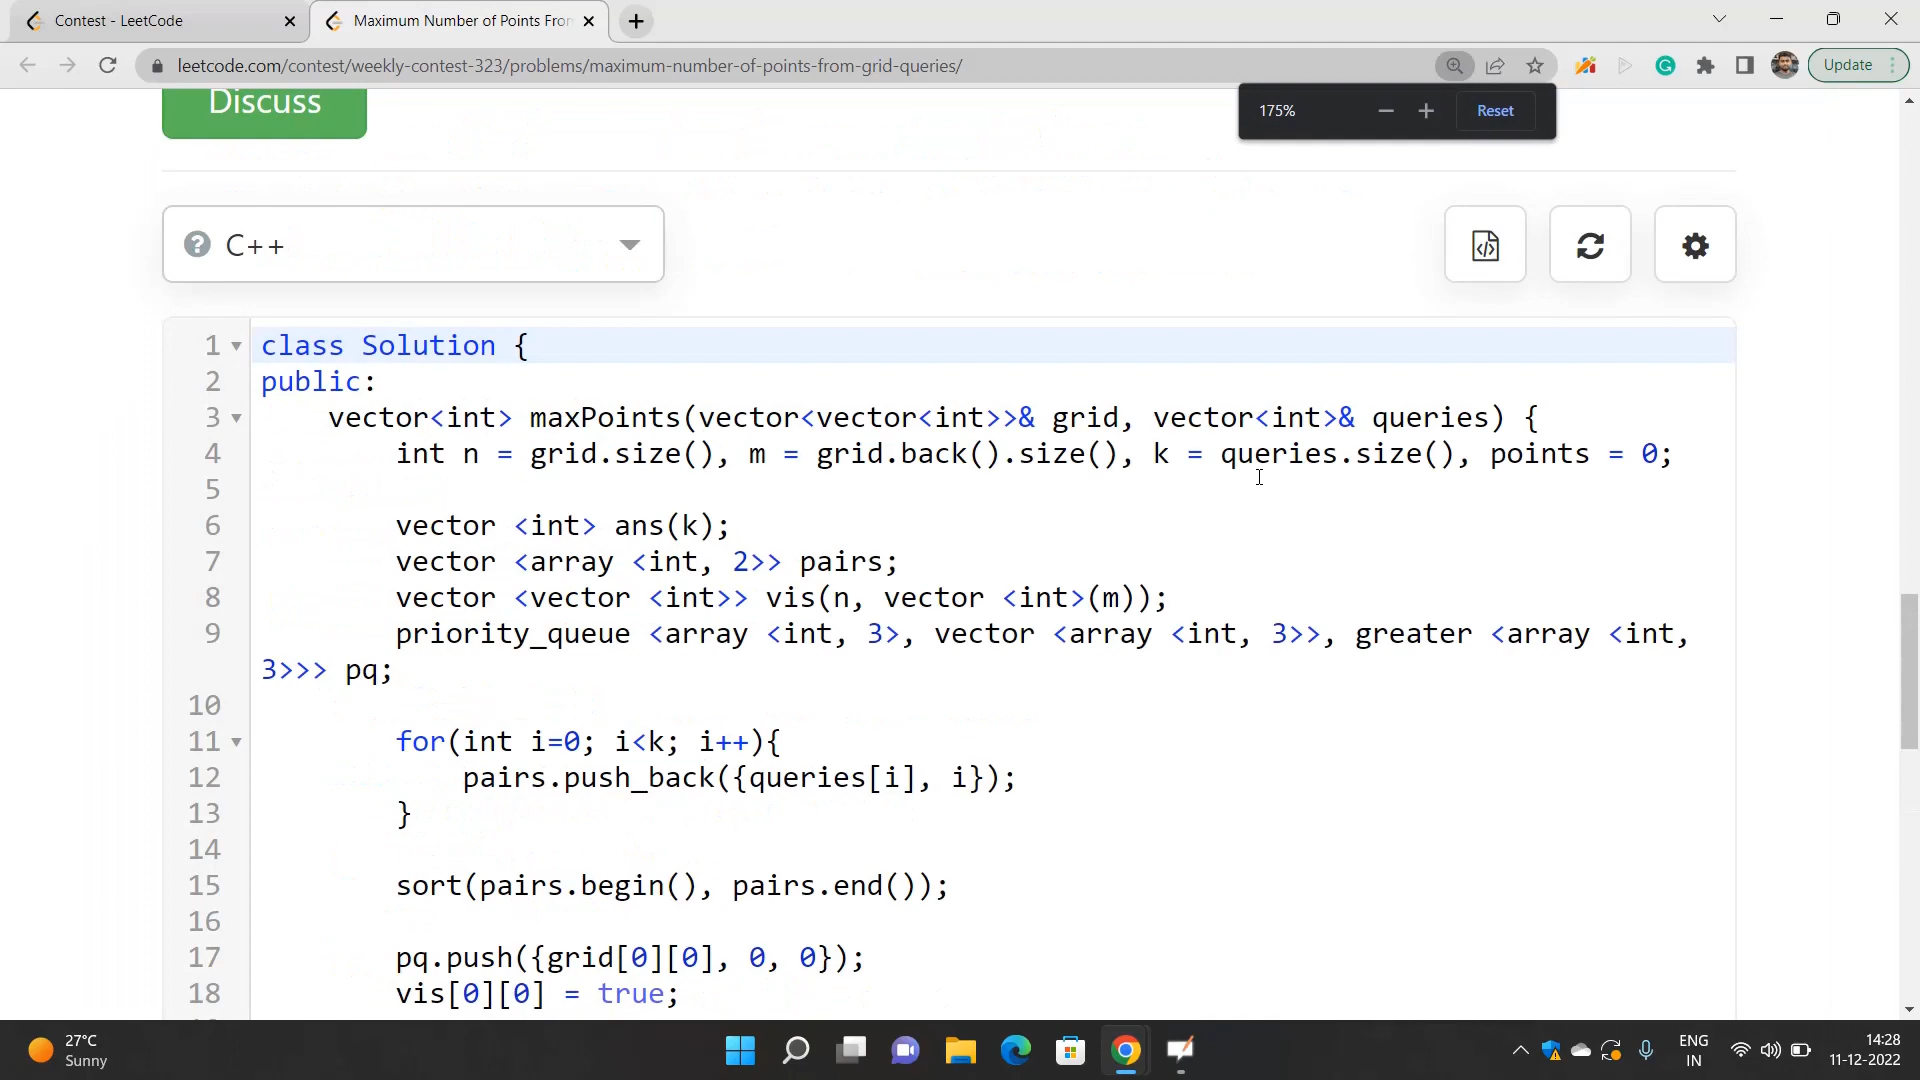 Contest - LeetCode
Maximum Number of Points Fro
leetcode.com/contest/weekly-contest-323/problems/maximum-number-of-points-from-grid-queries/
Update
175%
Reset
Discuss
C++
1 class Solution {
2 public:
3 vector<int> maxPoints(vector<vector<int>>& grid, vector<int>& queries) {
4 int n = grid.size(), m = grid.back().size(), k = queries.size(), points = 0;
5
6 vector <int> ans(k);
7 vector <array <int, 2>> pairs;
8 vector <vector <int>> vis(n, vector <int>(m));
9 priority_queue <array <int, 3>, vector <array <int, 3>>, greater <array <int,
3>>> pq;
10
11 for(int i=0; i<k; i++){
12 pairs.push_back({queries[i], i});
13 }
14
15 sort(pairs.begin(), pairs.end());
16
17 pq.push({grid[0][0], 0, 0});
18 vis[0][0] = true;
27°C
Sunny
ENG
IN
14:28
11-12-2022